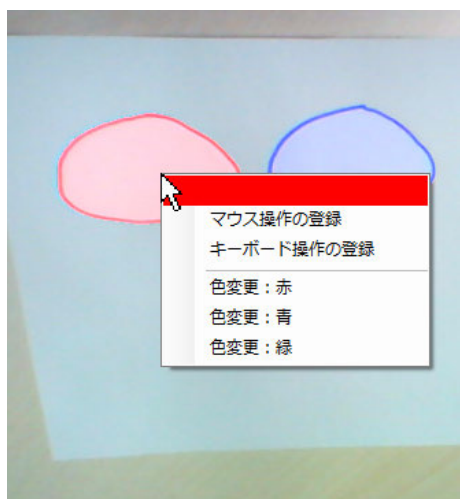 マウス操作の登録
キーボード操作の登録
色変更：赤
色変更：青
色変更：緑